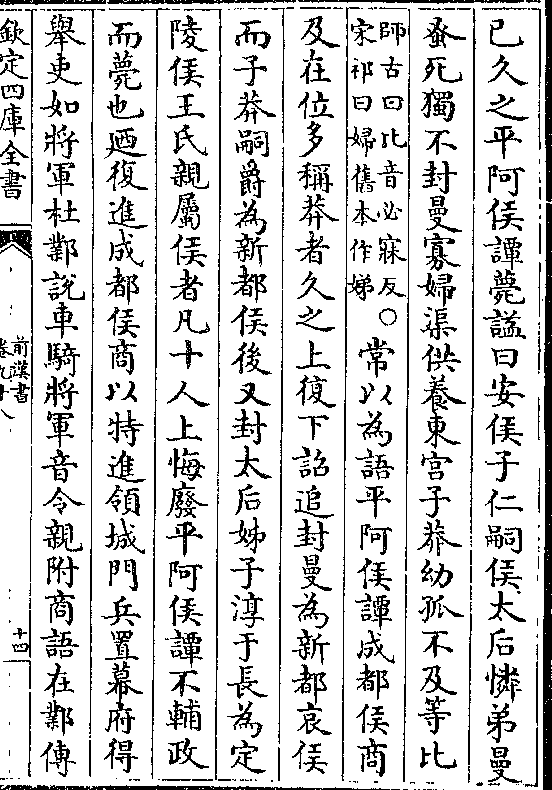 已久之平阿侯譚薨謚曰安侯子仁嗣侯太后憐弟曼
蚤死獨不封曼寡婦渠供養東宮子莽幼孤不及等比
師古曰比音必寐反○
宋祁曰婦舊本作娣
常以為語平阿侯譚成都侯商
及在位多稱莽者久之上復下詔追封曼為新都哀侯
而子莽嗣爵為新都侯後又封太后姊子淳于長為定
陵侯王氏親屬侯者凡十人上悔廢平阿侯譚不輔政
而薨也廼復進成都侯商以特進領城門兵置幕府得
舉吏如將軍杜鄴說車騎將軍音令親附商語在鄴傳
欽定四庫全書
前漢書
卷九十八
十四